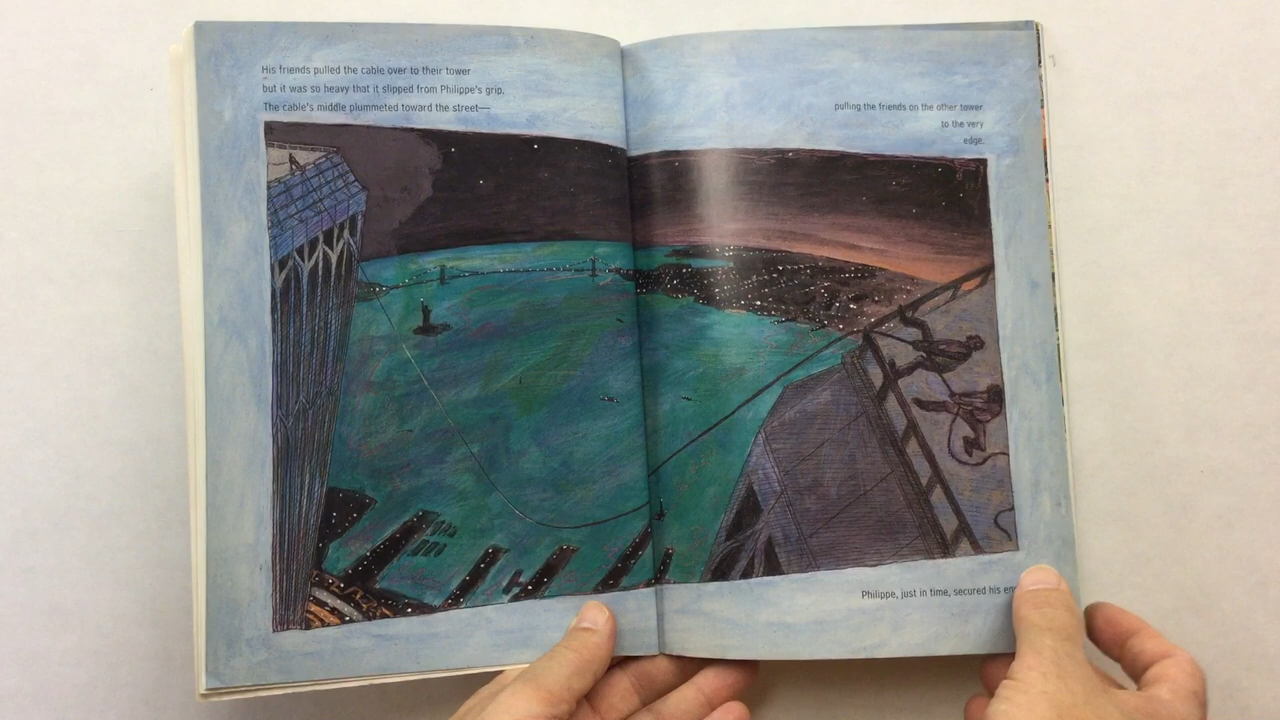 His friends pulled the cable over to their tower
but it was so heavy that it slipped from Philippe's grip.
The cable's middle plummeted toward the street—
pulling the friends on the other tower
to the very
edge.
Philippe, just in time, secured his